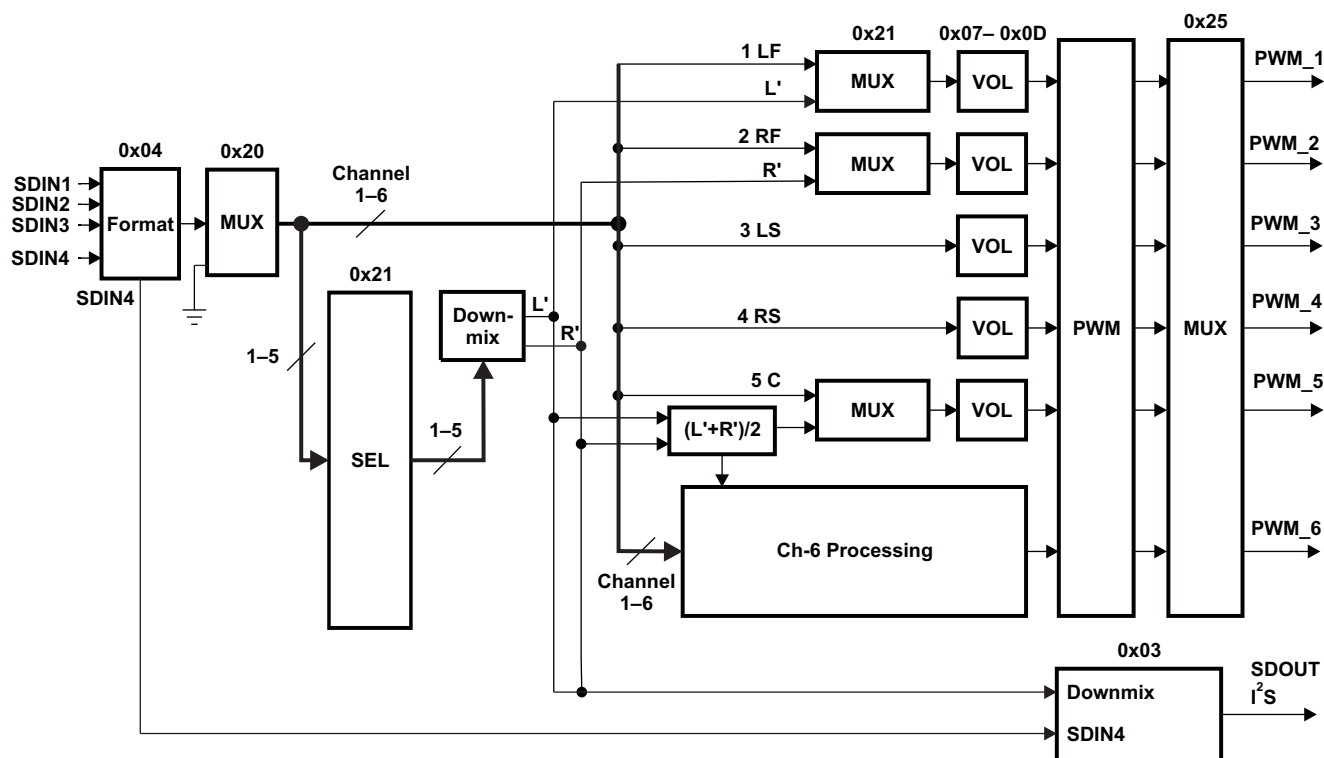 0x25
0x21
0x07– 0x0D
PWM_1
1 LF
MUX
VOL
L'
2 RF
PWM_2
0x04
0x20
MUX
VOL
Channel
1–6
R'
SDIN1
SDIN2
SDIN3
SDIN4
Format
MUX
3 LS
VOL
PWM_3
SDIN4
0x21
L'
Down-
mix
R'
4 RS
VOL
PWM
MUX
PWM_4
1–5
5 C
MUX
VOL
PWM_5
(L'+R')/2
1–5
SEL
Ch-6 Processing
PWM_6
Channel
1–6
0x03
SDOUT
I2S
Downmix
SDIN4